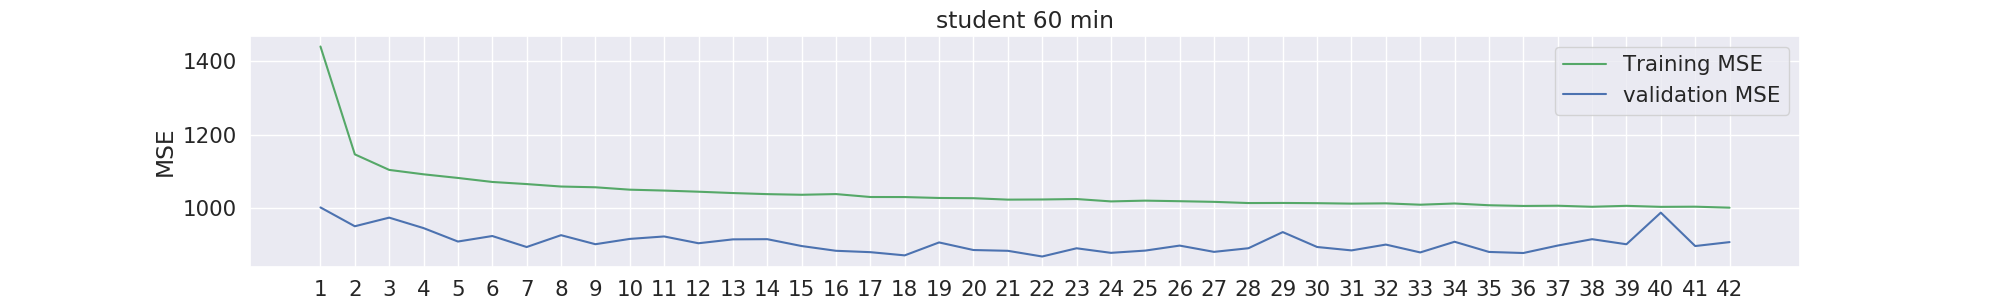 student 60 min
MSE
1400
1200
1000
Training MSE
validation MSE
1 2 3 4 5 6 7 8 9 10 11 12 13 14 15 16 17 18 19 20 21 22 23 24 25 26 27 28 29 30 31 32 33 34 35 36 37 38 39 40 41 42